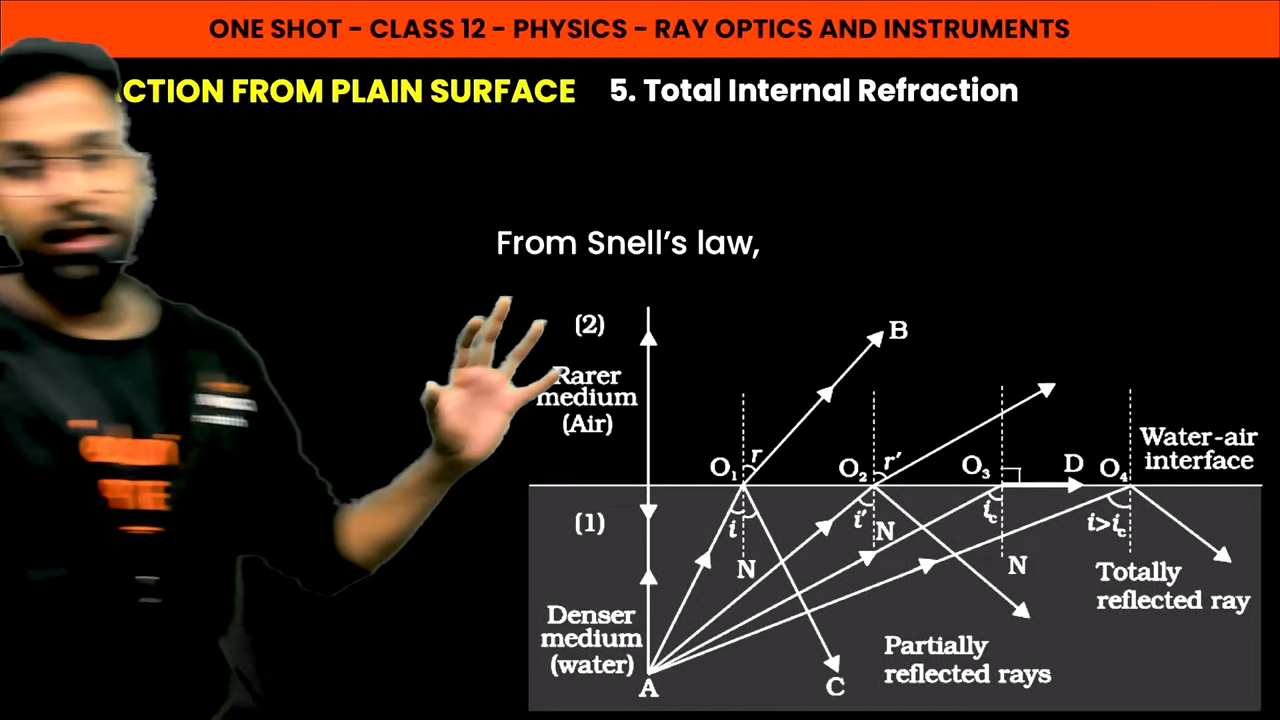 ONE SHOT - CLASS 12 - PHYSICS - RAY OPTICS AND INSTRUMENTS
CTION FROM PLAIN SURFACE
5. Total Internal Refraction
From Snell's law,
(2)
Rarer
medium
(Air)
B
O₁
r
O₂
r′
O₃
D
O₄
Water-air
interface
(1)
i
N
i′
N
i꜀
N
i>i꜀
Totally
reflected ray
Denser
medium
(water)
Partially
reflected rays
A
C